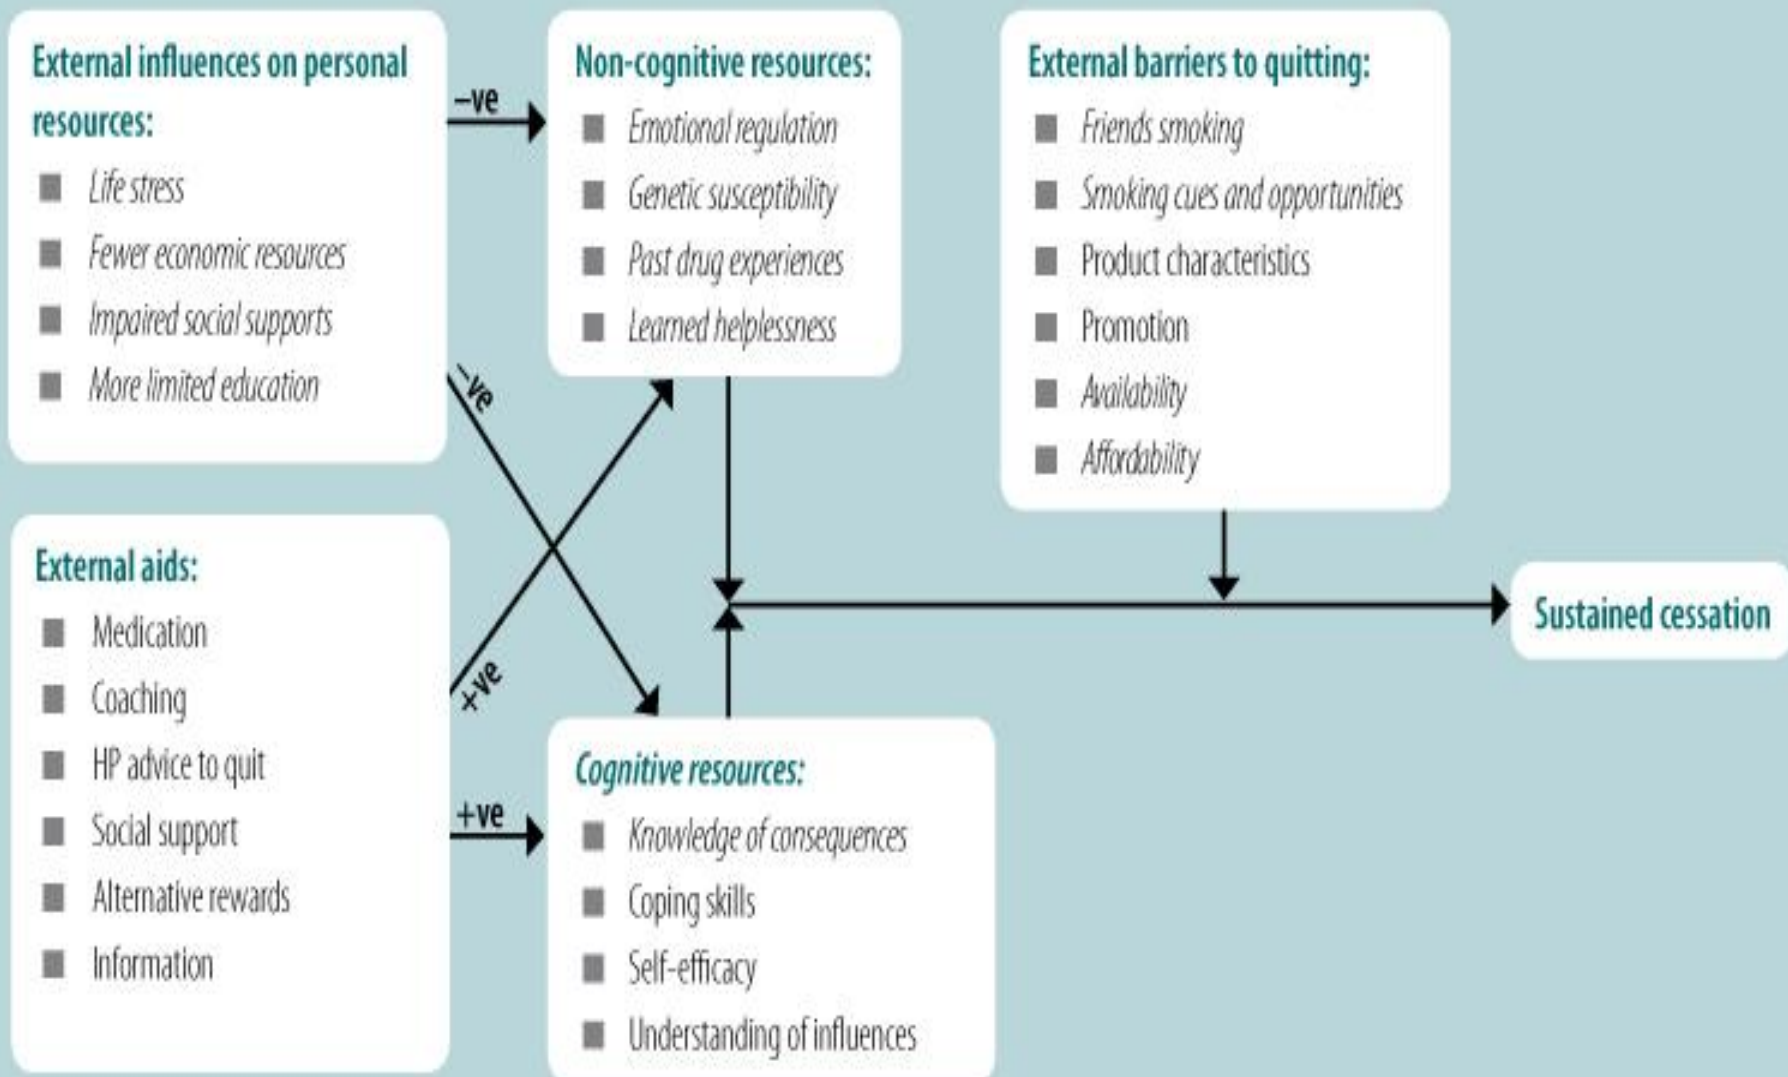 External influences on personal
resources:
Life stress
Fewer economic resources
Impaired social supports
More limited education
–ve
Non-cognitive resources:
Emotional regulation
Genetic susceptibility
Past drug experiences
Learned helplessness
External barriers to quitting:
Friends smoking
Smoking cues and opportunities
Product characteristics
Promotion
Availability
Affordability
–ve
External aids:
Medication
Coaching
HP advice to quit
Social support
Alternative rewards
Information
+ve
+ve
Cognitive resources:
Knowledge of consequences
Coping skills
Self-efficacy
Understanding of influences
Sustained cessation